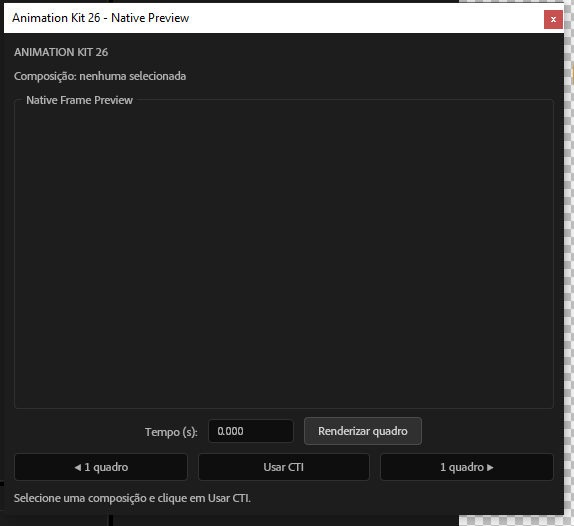 Animation Kit 26 - Native Preview
x
ANIMATION KIT 26
Composição: nenhuma selecionada
Native Frame Preview
Tempo (s): 0.000 Renderizar quadro
◀ 1 quadro Usar CTI 1 quadro ▶
Selecione uma composição e clique em Usar CTI.